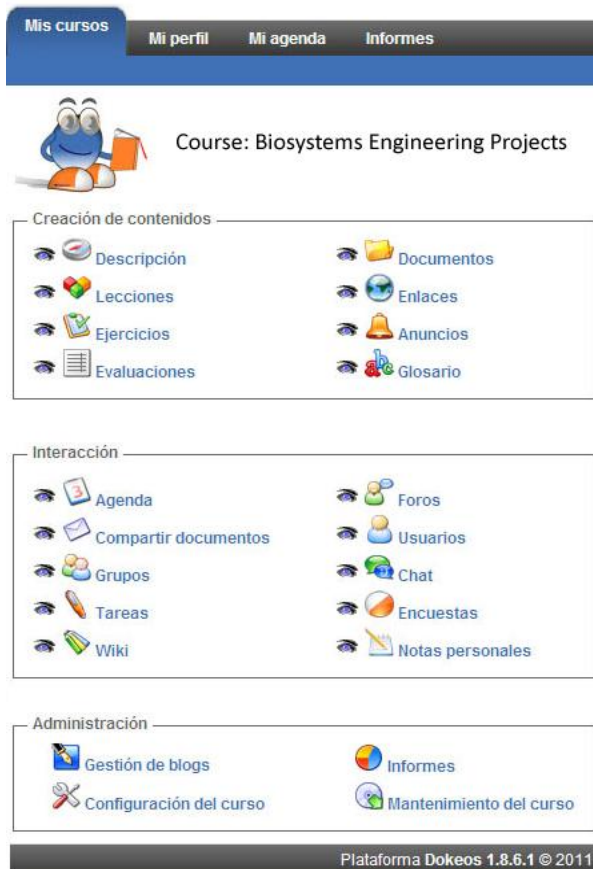 Mis cursos Mi perfil Mi agenda Informes
Course: Biosystems Engineering Projects
Creación de contenidos
Descripción Documentos
Lecciones Enlaces
Ejercicios Anuncios
Evaluaciones Glosario
Interacción
Agenda Foros
Compartir documentos Usuarios
Grupos Chat
Tareas Encuestas
Wiki Notas personales
Administración
Gestión de blogs Informes
Configuración del curso Mantenimiento del curso
Plataforma Dokeos 1.8.6.1 © 2011